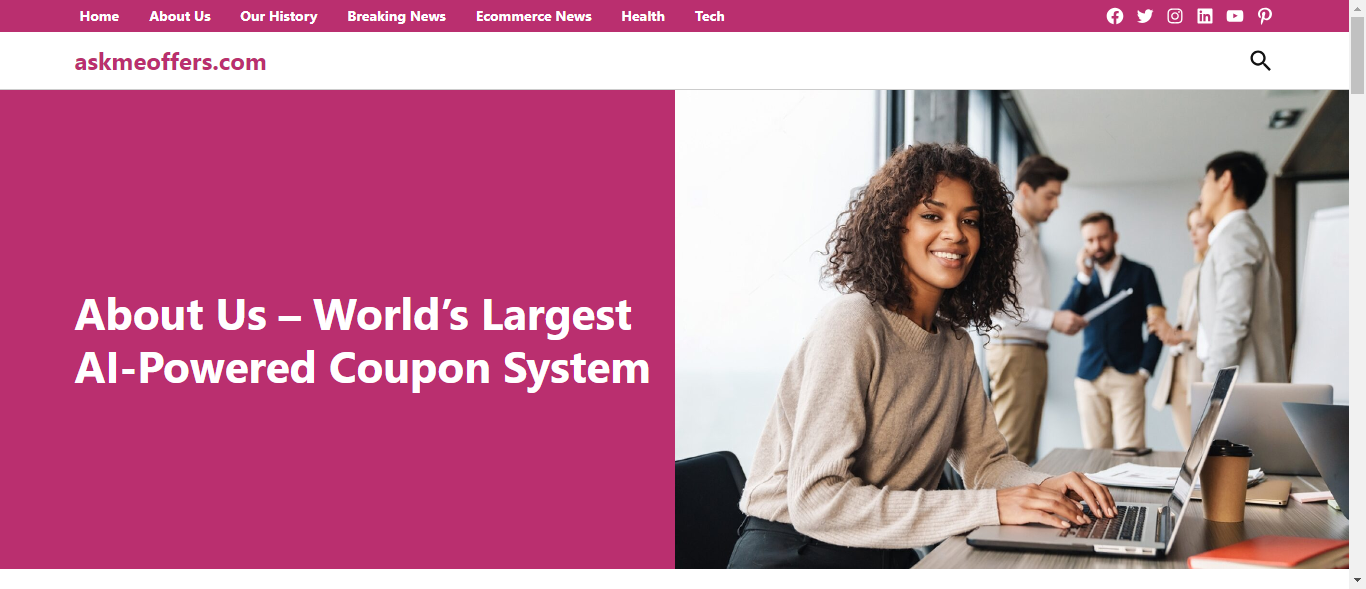 Home About Us Our History Breaking News Ecommerce News Health Tech
askmeoffers.com
About Us – World’s Largest
AI-Powered Coupon System